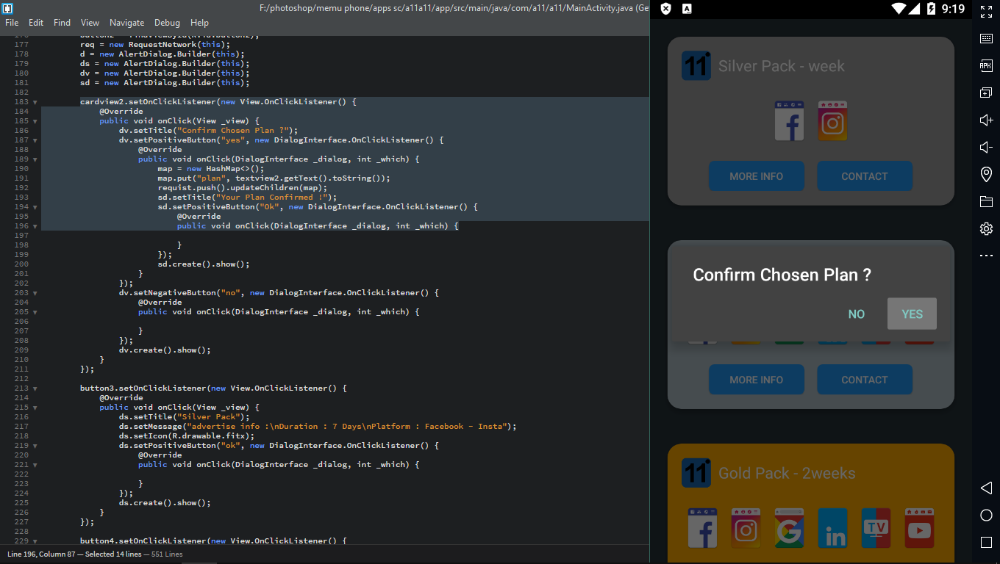 F:/photoshop/memu phone/apps sc/a11a11/app/src/main/java/com/a11/a11/MainActivity.java (Ge
File Edit Find View Navigate Debug Help
177 req = new RequestNetwork(this);
178 d = new AlertDialog.Builder(this);
179 ds = new AlertDialog.Builder(this);
180 dv = new AlertDialog.Builder(this);
181 sd = new AlertDialog.Builder(this);
182
183 cardview2.setOnClickListener(new View.OnClickListener() {
184 @Override
185 public void onClick(View _view) {
186 dv.setTitle("Confirm Chosen Plan ?");
187 dv.setPositiveButton("yes", new DialogInterface.OnClickListener() {
188 @Override
189 public void onClick(DialogInterface _dialog, int _which) {
190 map = new HashMap<>();
191 map.put("plan", textview2.getText().toString());
192 requist.push().updateChildren(map);
193 sd.setTitle("Your Plan Confirmed !");
194 sd.setPositiveButton("Ok", new DialogInterface.OnClickListener() {
195 @Override
196 public void onClick(DialogInterface _dialog, int _which) {
197
198 }
199 });
200 sd.create().show();
201 }
202 });
203 dv.setNegativeButton("no", new DialogInterface.OnClickListener() {
204 @Override
205 public void onClick(DialogInterface _dialog, int _which) {
206
207 }
208 });
209 dv.create().show();
210 }
211 });
212
213 button3.setOnClickListener(new View.OnClickListener() {
214 @Override
215 public void onClick(View _view) {
216 ds.setTitle("Silver Pack");
217 ds.setMessage("advertise info :\nDuration : 7 Days\nPlatform : Facebook - Insta");
218 ds.setIcon(R.drawable.fitx);
219 ds.setPositiveButton("ok", new DialogInterface.OnClickListener() {
220 @Override
221 public void onClick(DialogInterface _dialog, int _which) {
222
223 }
224 });
225 ds.create().show();
226 }
227 });
228
229 button4.setOnClickListener(new View.OnClickListener() {
Line 196, Column 87 — Selected 14 lines — 551 Lines
A
9:19
11 Silver Pack - week
MORE INFO CONTACT
Confirm Chosen Plan ?
NO YES
MORE INFO CONTACT
11 Gold Pack - 2weeks
in TV
APK